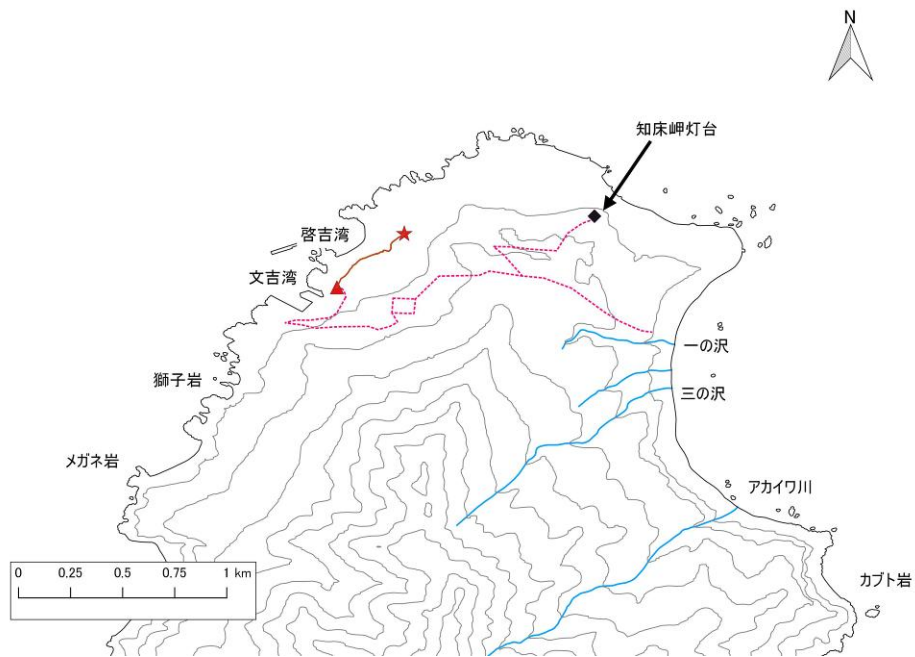 N
知床岬灯台
啓吉湾
文吉湾
一の沢
獅子岩
三の沢
メガネ岩
アカイワ川
0 0.25 0.5 0.75 1 km
カブト岩